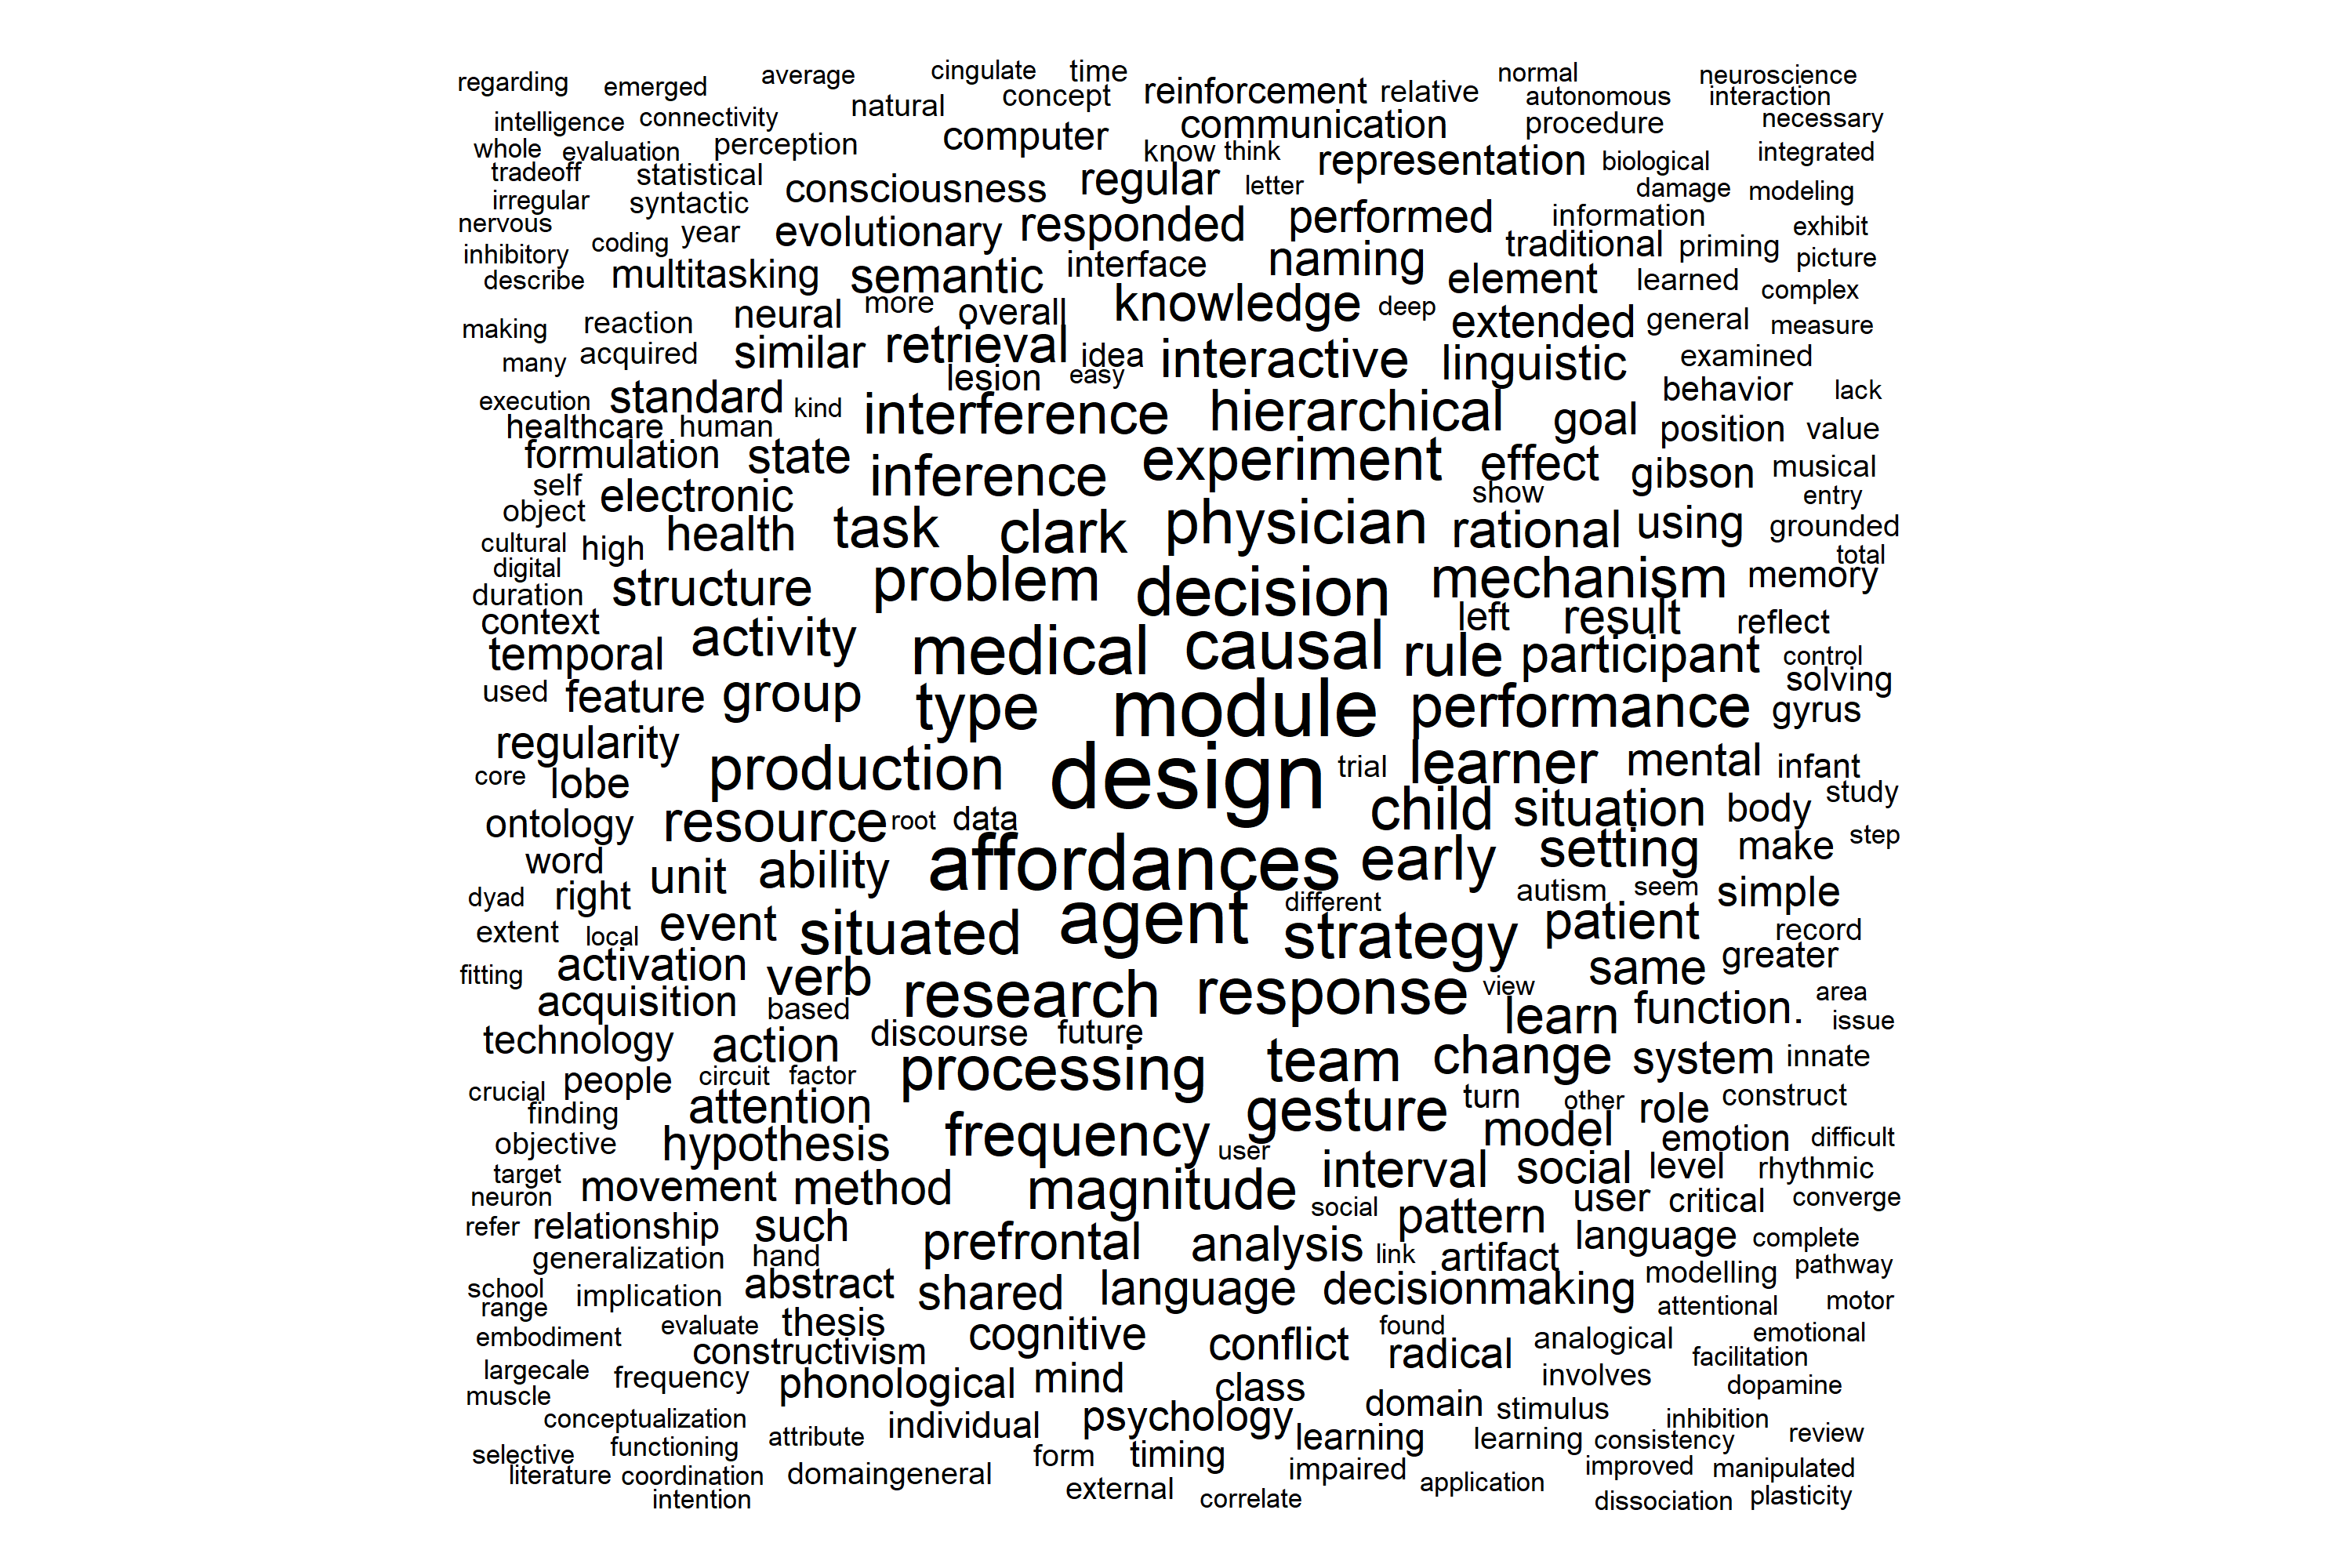 regarding emerged average cingulate time normal neuroscience
natural concept reinforcement relative autonomous interaction
intelligence connectivity computer communication procedure necessary
whole evaluation perception know think representation biological integrated
tradeoff statistical consciousness regular letter damage modeling
irregular syntactic responded performed information exhibit
nervous coding year evolutionary traditional priming picture
inhibitory describe multitasking semantic interface naming element learned complex
making reaction neural more overall knowledge deep extended general measure
many acquired similar retrieval idea interactive linguistic examined
execution standard kind lesion easy behavior lack
healthcare human interference hierarchical goal position value
formulation state inference experiment effect gibson musical
self electronic show entry
object health task clark physician rational using grounded
cultural high total
digital structure problem decision mechanism memory
duration
context activity medical causal left result reflect
temporal rule participant control
used feature group type module performance solving gyrus
regularity production design trial learner mental infant
core lobe child situation body study
ontology resource root data step
word unit ability affordances early setting make
dyad right different autism seem simple
extent local event situated agent strategy patient record
fitting activation verb same greater
acquisition based research response view learn function. area issue
technology action discourse future
crucial people circuit factor processing team change system innate
finding attention gesture turn other role construct
objective hypothesis frequency user model emotion difficult
target interval social level rhythmic
neuron movement method magnitude social user critical converge
refer relationship such pattern language complete
generalization hand prefrontal analysis link artifact modelling pathway
school range implication abstract shared language decisionmaking attentional motor
embodiment evaluate thesis cognitive conflict found radical analogical emotional
largecale constructivism facilitation
muscle frequency phonological mind class involves dopamine
conceptualization individual psychology domain stimulus inhibition
selective functioning attribute learning learning consistency review
literature coordination domaingeneral form timing impaired application improved manipulated
intention external correlate dissociation plasticity